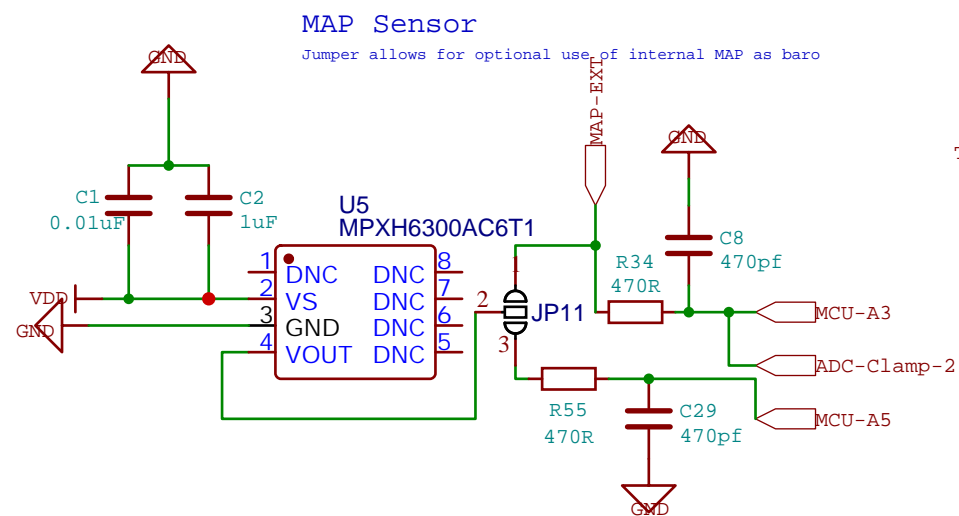 MAP Sensor
Jumper allows for optional use of internal MAP as baro
GND
MAP-EXT
GND
C1
0.01uF
C2
1uF
U5
MPXH6300AC6T1
C8
470pf
1 DNC
2 VS
3 GND
4 VOUT
DNC 8
DNC 7
DNC 6
DNC 5
VDD
GND
1
2
3
JP11
R34
470R
MCU-A3
ADC-Clamp-2
MCU-A5
R55
470R
C29
470pf
GND